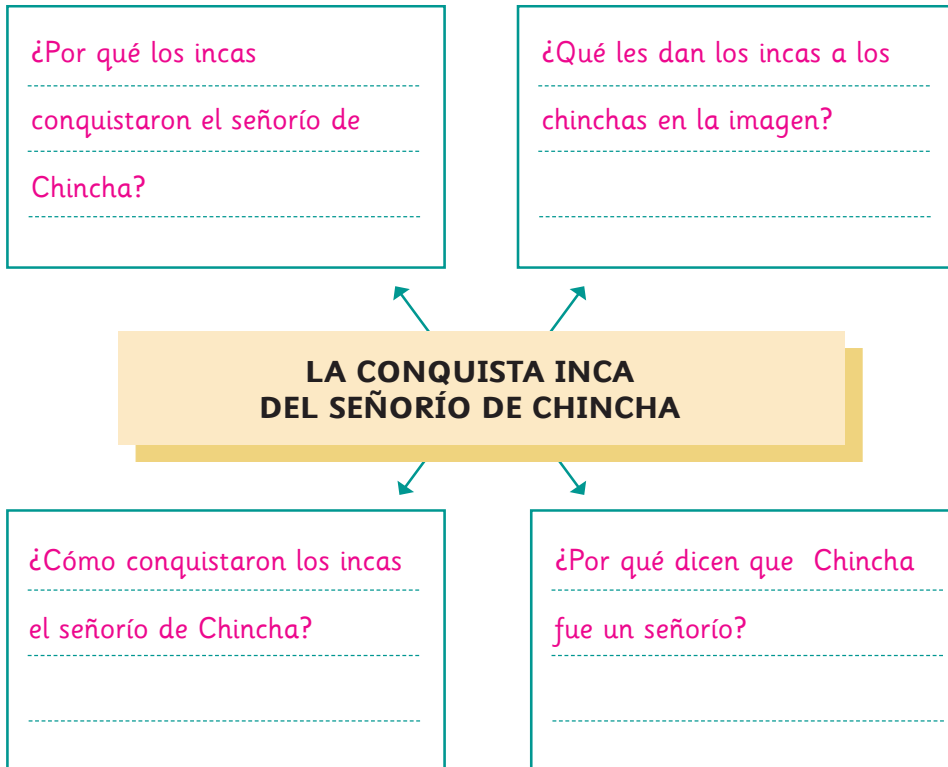 ¿Por qué los incas
conquistaron el señorío de
Chincha?
¿Qué les dan los incas a los
chinchas en la imagen?
LA CONQUISTA INCA
DEL SEÑORÍO DE CHINCHA
¿Cómo conquistaron los incas
el señorío de Chincha?
¿Por qué dicen que Chincha
fue un señorío?